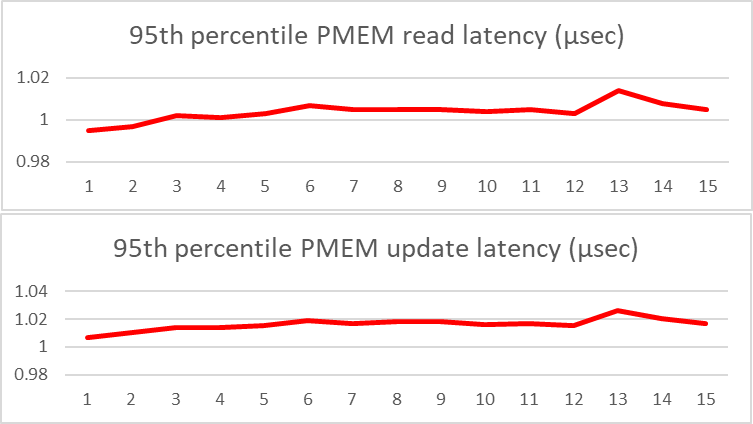 95th percentile PMEM read latency (µsec)
1.02
1
0.98
1 2 3 4 5 6 7 8 9 10 11 12 13 14 15
95th percentile PMEM update latency (µsec)
1.04
1.02
1
0.98
1 2 3 4 5 6 7 8 9 10 11 12 13 14 15